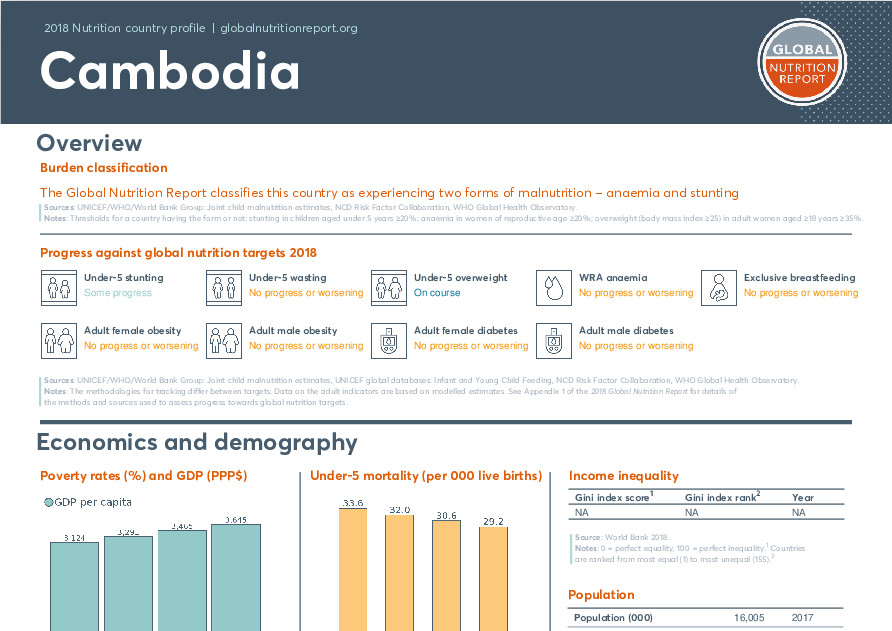 2018 Nutrition country profile | globalnutritionreport.org
Cambodia
GLOBAL
NUTRITION
REPORT
Overview
Burden classification
The Global Nutrition Report classifies this country as experiencing two forms of malnutrition – anaemia and stunting
Sources: UNICEF/WHO/World Bank Group: Joint child malnutrition estimates, NCD Risk Factor Collaboration, WHO Global Health Observatory.
Notes: Thresholds for a country having the form or not: stunting in children aged under 5 years ≥20%; anaemia in women of reproductive age ≥20%; overweight (body mass index ≥25) in adult women aged ≥18 years ≥35%.
Progress against global nutrition targets 2018
Under-5 stunting
Some progress
Under-5 wasting
No progress or worsening
Under-5 overweight
On course
WRA anaemia
No progress or worsening
Exclusive breastfeeding
No progress or worsening
Adult female obesity
No progress or worsening
Adult male obesity
No progress or worsening
Adult female diabetes
No progress or worsening
Adult male diabetes
No progress or worsening
Sources: UNICEF/WHO/World Bank Group: Joint child malnutrition estimates, UNICEF global databases: Infant and Young Child Feeding, NCD Risk Factor Collaboration, WHO Global Health Observatory.
Notes: The methodologies for tracking differ between targets. Data on the adult indicators are based on modelled estimates. See Appendix 1 of the 2018 Global Nutrition Report for details of
the methods and sources used to assess progress towards global nutrition targets.
Economics and demography
Poverty rates (%) and GDP (PPP$)
GDP per capita
3,124
3,291
3,465
3,645
Under-5 mortality (per 000 live births)
33.6
32.0
30.6
29.2
Income inequality
Gini index score1 Gini index rank2 Year
NA NA NA
Source: World Bank 2018.
Notes: 0 = perfect equality, 100 = perfect inequality.1 Countries
are ranked from most equal (1) to most unequal (155).2
Population
Population (000) 16,005 2017